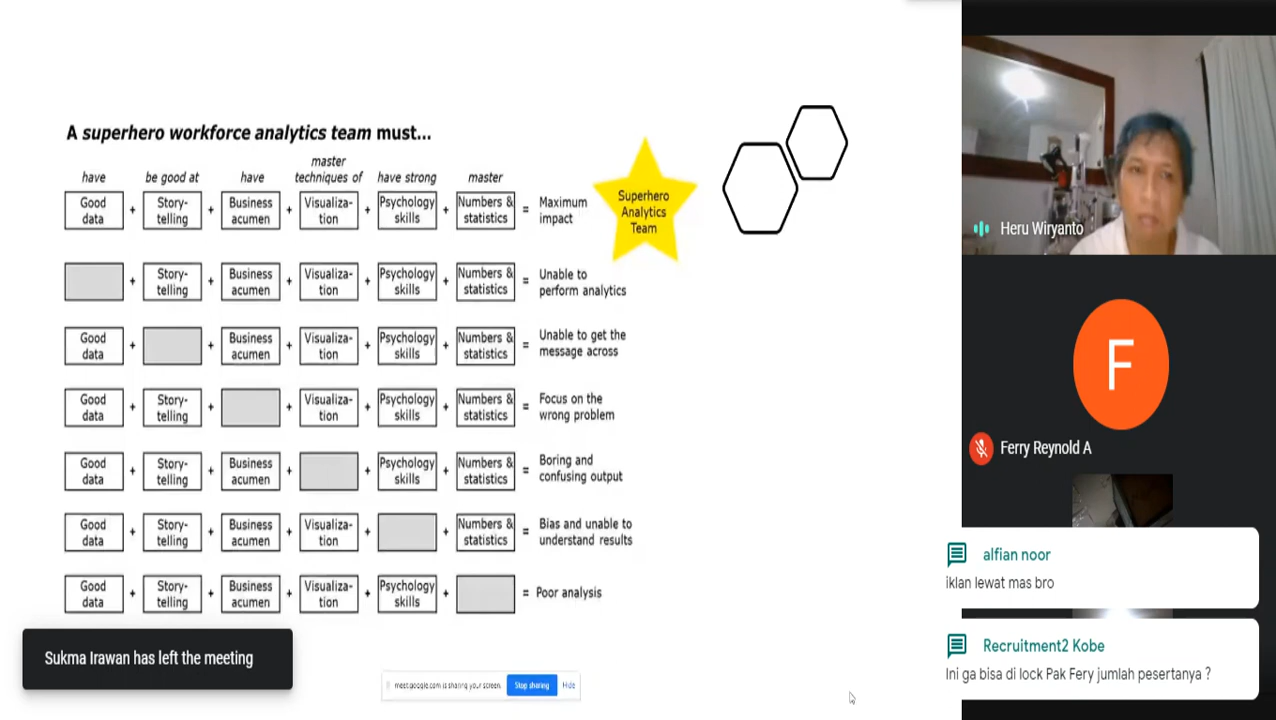 A superhero workforce analytics team must...
master
have be good at have techniques of have strong master
Good Story- Business Visualiza- Psychology Numbers & Maximum
data + telling + acumen + tion + skills + statistics = impact
Superhero
Analytics
Team
Story- Business Visualiza- Psychology Numbers & Unable to
+ telling + acumen + tion + skills + statistics = perform analytics
Good Business Visualiza- Psychology Numbers & Unable to get the
data + + acumen + tion + skills + statistics = message across
Good Story- Visualiza- Psychology Numbers & Focus on the
data + telling + + tion + skills + statistics = wrong problem
Good Story- Business Psychology Numbers & Boring and
data + telling + acumen + + skills + statistics = confusing output
Good Story- Business Visualiza- Numbers & Bias and unable to
data + telling + acumen + tion + + statistics = understand results
Good Story- Business Visualiza- Psychology
data + telling + acumen + tion + skills + = Poor analysis
Sukma Irawan has left the meeting
meet.google.com is sharing your screen. Stop sharing Hide
Heru Wiryanto
F
Ferry Reynold A
alfian noor
iklan lewat mas bro
Recruitment2 Kobe
Ini ga bisa di lock Pak Fery jumlah pesertanya ?